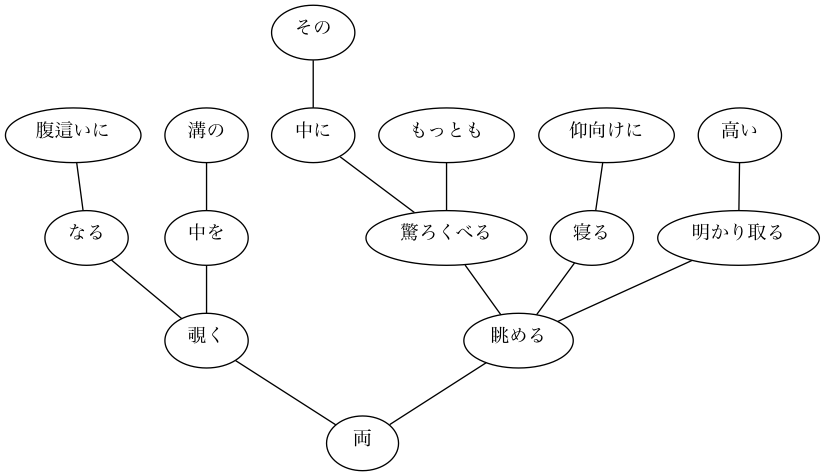 その
腹這いに
溝の
中に
もっとも
仰向けに
高い
なる
中を
驚ろくべる
寝る
明かり取る
覗く
眺める
両